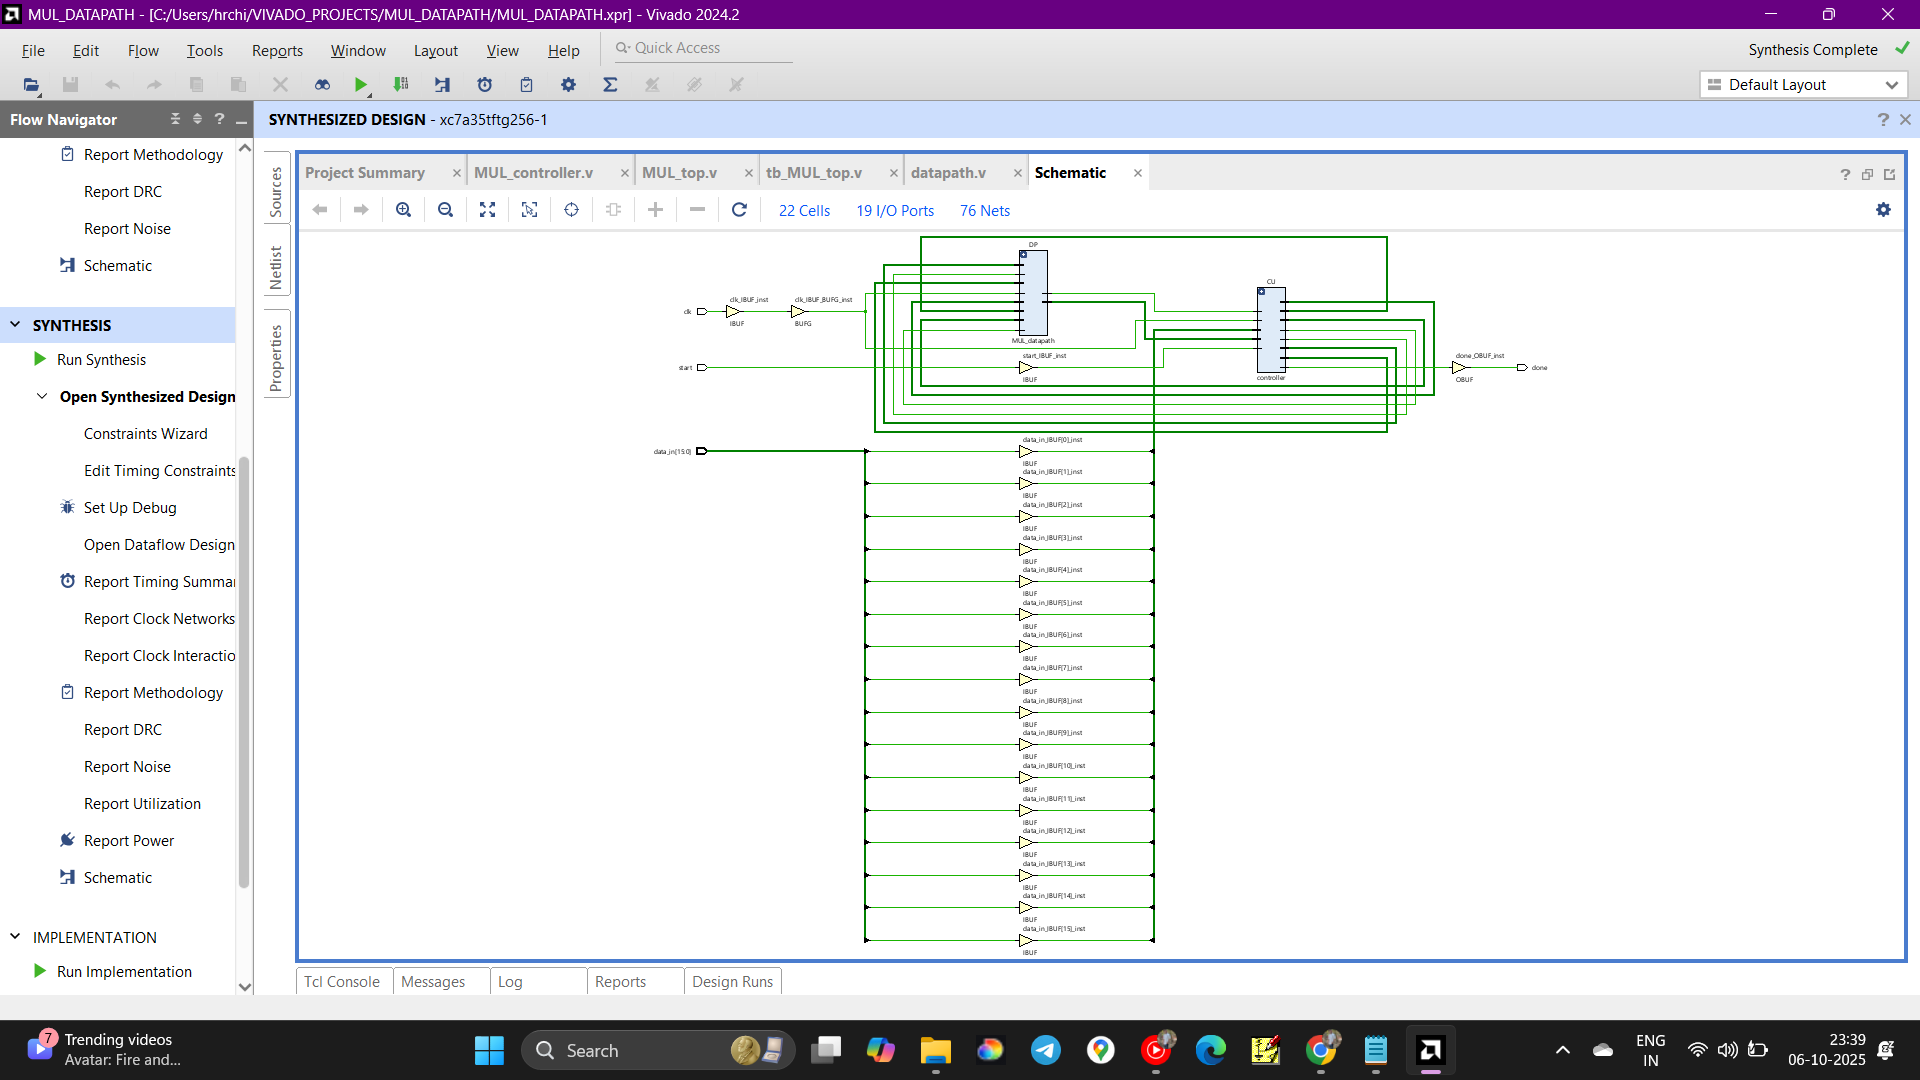 MUL_DATAPATH - [C:/Users/hrchi/VIVADO_PROJECTS/MUL_DATAPATH/MUL_DATAPATH.xpr] - Vivado 2024.2
File Edit Flow Tools Reports Window Layout View Help Quick Access
Synthesis Complete
Default Layout
Flow Navigator
SYNTHESIZED DESIGN - xc7a35tftg256-1
Report Methodology
Report DRC
Report Noise
Schematic
SYNTHESIS
Run Synthesis
Open Synthesized Design
Constraints Wizard
Edit Timing Constraints
Set Up Debug
Open Dataflow Design
Report Timing Summar
Report Clock Networks
Report Clock Interactio
Report Methodology
Report DRC
Report Noise
Report Utilization
Report Power
Schematic
IMPLEMENTATION
Run Implementation
Sources
Netlist
Properties
Project Summary MUL_controller.v MUL_top.v tb_MUL_top.v datapath.v Schematic
22 Cells 19 I/O Ports 76 Nets
DP
MUL_datapath
CU
controller
clk
clk_IBUF_inst
IBUF
clk_IBUF_BUFG_inst
BUFG
start
start_IBUF_inst
IBUF
done_OBUF_inst
OBUF
done
data_in[15:0]
data_in_IBUF[0]_inst
IBUF
data_in_IBUF[1]_inst
IBUF
data_in_IBUF[2]_inst
IBUF
data_in_IBUF[3]_inst
IBUF
data_in_IBUF[4]_inst
IBUF
data_in_IBUF[5]_inst
IBUF
data_in_IBUF[6]_inst
IBUF
data_in_IBUF[7]_inst
IBUF
data_in_IBUF[8]_inst
IBUF
data_in_IBUF[9]_inst
IBUF
data_in_IBUF[10]_inst
IBUF
data_in_IBUF[11]_inst
IBUF
data_in_IBUF[12]_inst
IBUF
data_in_IBUF[13]_inst
IBUF
data_in_IBUF[14]_inst
IBUF
data_in_IBUF[15]_inst
IBUF
Tcl Console Messages Log Reports Design Runs
7
Trending videos
Avatar: Fire and...
Search
ENG
IN
23:39
06-10-2025